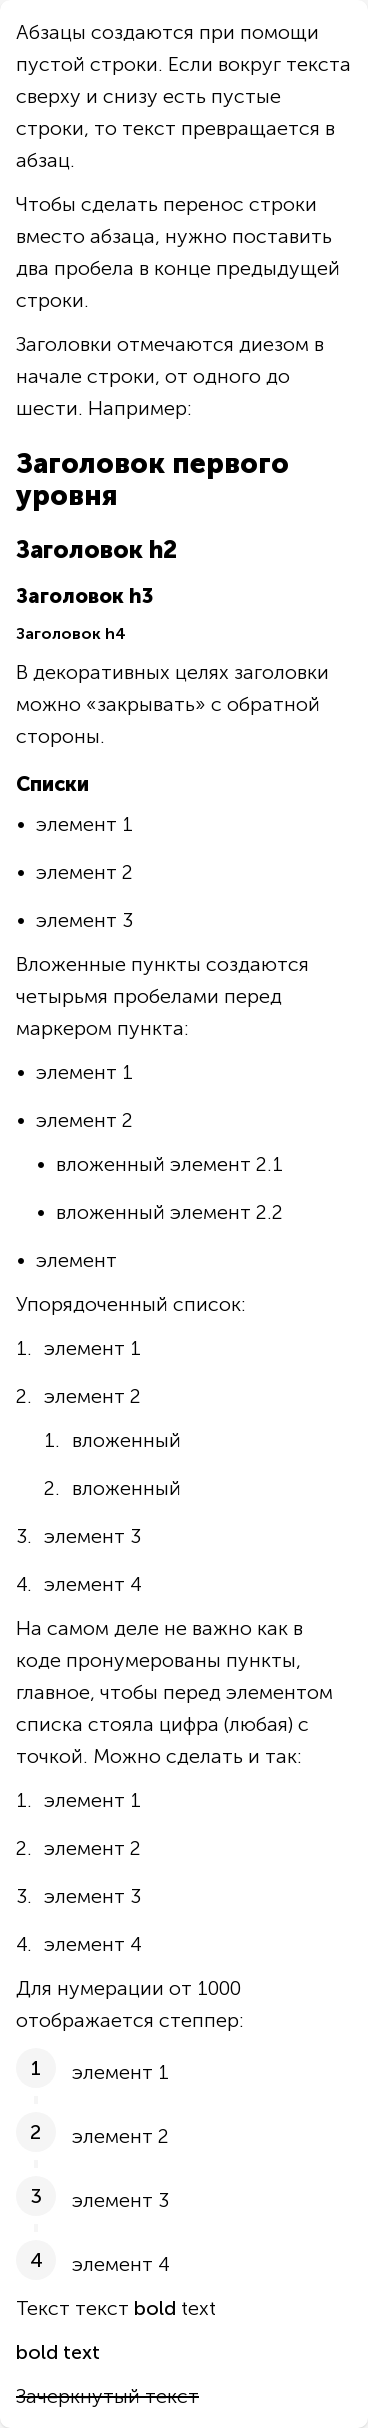 Абзацы создаются при помощи
пустой строки. Если вокруг текста
сверху и снизу есть пустые
строки, то текст превращается в
абзац.
Чтобы сделать перенос строки
вместо абзаца, нужно поставить
два пробела в конце предыдущей
строки.
Заголовки отмечаются диезом в
начале строки, от одного до
шести. Например:
Заголовок первого
уровня
Заголовок h2
Заголовок h3
Заголовок h4
В декоративных целях заголовки
можно «закрывать» с обратной
стороны.
Списки
• элемент 1
• элемент 2
• элемент 3
Вложенные пункты создаются
четырьмя пробелами перед
маркером пункта:
• элемент 1
• элемент 2
• вложенный элемент 2.1
• вложенный элемент 2.2
• элемент
Упорядоченный список:
1. элемент 1
2. элемент 2
1. вложенный
2. вложенный
3. элемент 3
4. элемент 4
На самом деле не важно как в
коде пронумерованы пункты,
главное, чтобы перед элементом
списка стояла цифра (любая) с
точкой. Можно сделать и так:
1. элемент 1
2. элемент 2
3. элемент 3
4. элемент 4
Для нумерации от 1000
отображается степпер:
1 элемент 1
2 элемент 2
3 элемент 3
4 элемент 4
Текст текст bold text
bold text
Зачеркнутый текст